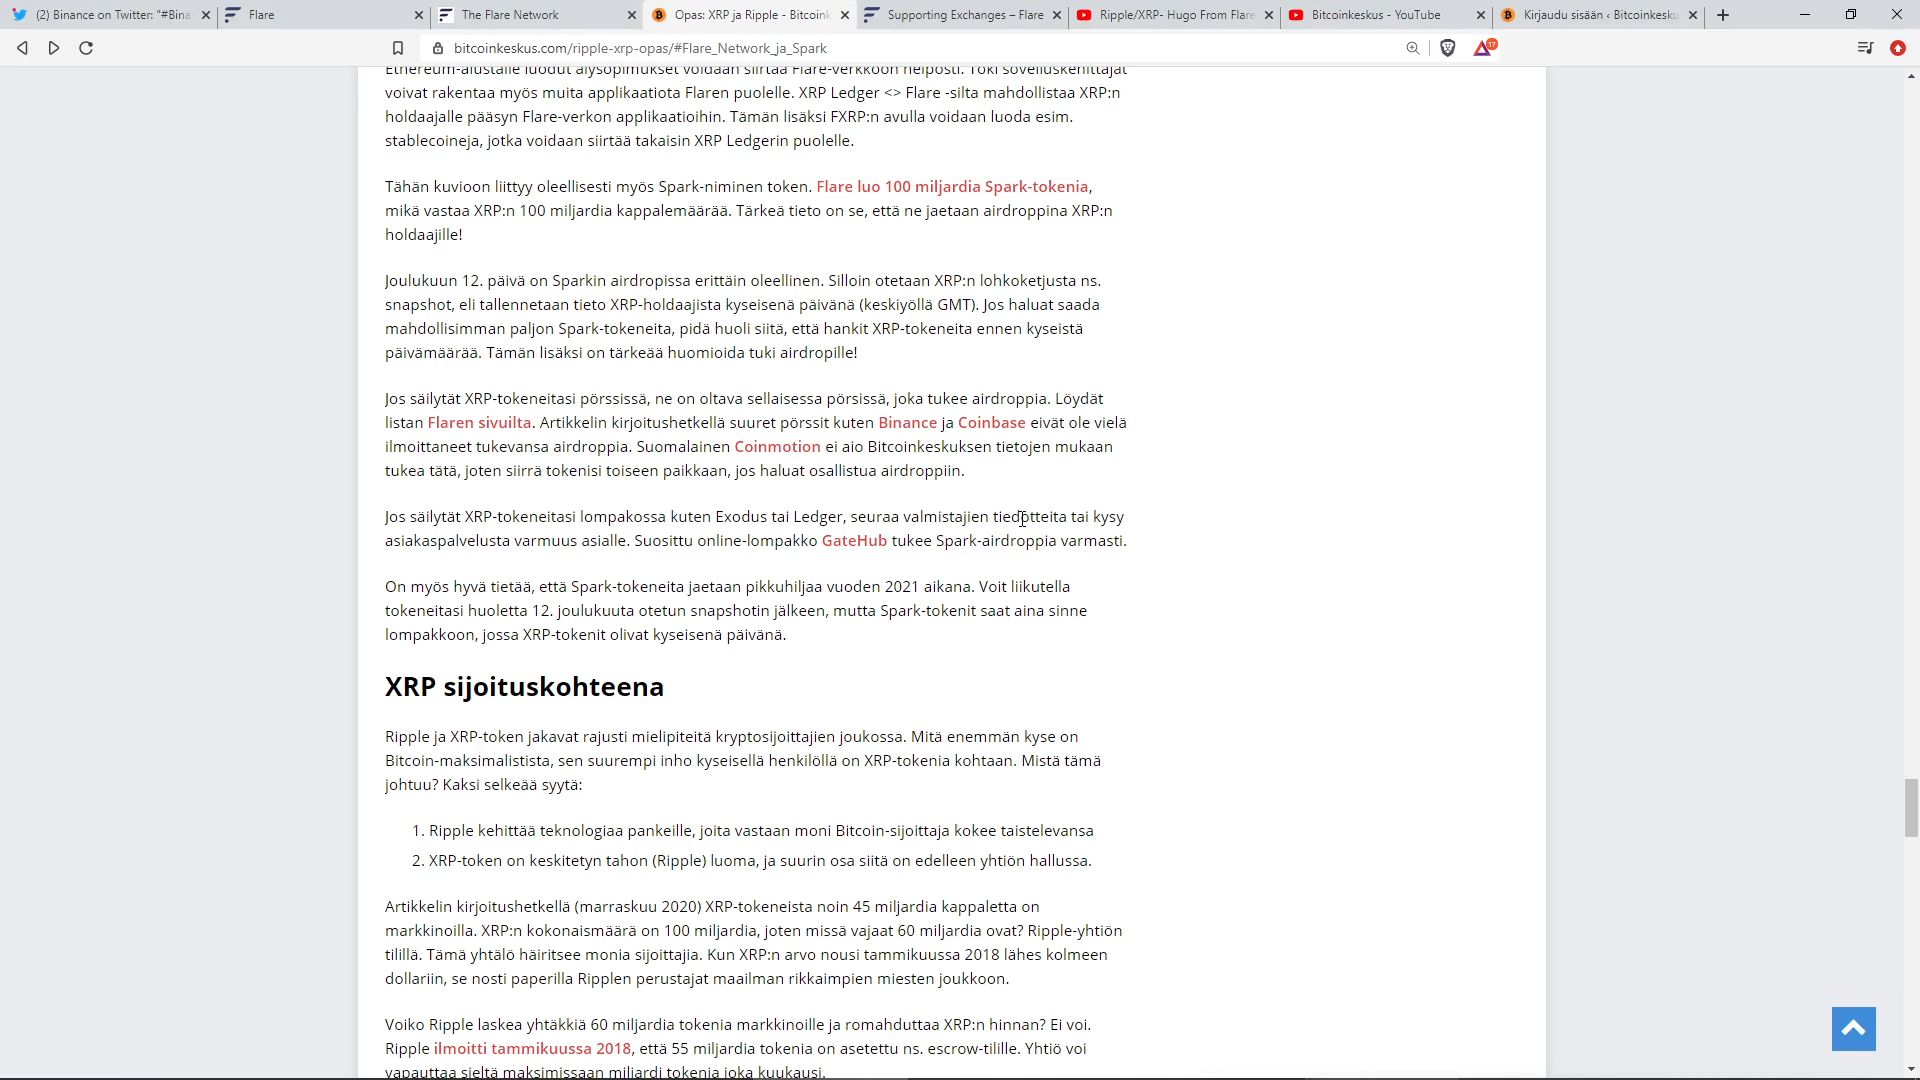 (2) Binance on Twitter: "#Bina
Flare
The Flare Network
Opas: XRP ja Ripple - Bitcoink
Supporting Exchanges – Flare
Ripple/XRP- Hugo From Flare
Bitcoinkeskus - YouTube
Kirjaudu sisään ‹ Bitcoinkesku
bitcoinkeskus.com/ripple-xrp-opas/#Flare_Network_ja_Spark
17
Ethereum-alustalle luodut älysopimukset voidaan siirtää Flare-verkkoon helposti. Toki sovelluskehittäjät
voivat rakentaa myös muita applikaatiota Flaren puolelle. XRP Ledger <> Flare -silta mahdollistaa XRP:n
holdaajalle pääsyn Flare-verkon applikaatioihin. Tämän lisäksi FXRP:n avulla voidaan luoda esim.
stablecoineja, jotka voidaan siirtää takaisin XRP Ledgerin puolelle.
Tähän kuvioon liittyy oleellisesti myös Spark-niminen token. Flare luo 100 miljardia Spark-tokenia,
mikä vastaa XRP:n 100 miljardia kappalemäärää. Tärkeä tieto on se, että ne jaetaan airdroppina XRP:n
holdaajille!
Joulukuun 12. päivä on Sparkin airdropissa erittäin oleellinen. Silloin otetaan XRP:n lohkoketjusta ns.
snapshot, eli tallennetaan tieto XRP-holdaajista kyseisenä päivänä (keskiyöllä GMT). Jos haluat saada
mahdollisimman paljon Spark-tokeneita, pidä huoli siitä, että hankit XRP-tokeneita ennen kyseistä
päivämäärää. Tämän lisäksi on tärkeää huomioida tuki airdropille!
Jos säilytät XRP-tokeneitasi pörssissä, ne on oltava sellaisessa pörsissä, joka tukee airdroppia. Löydät
listan Flaren sivuilta. Artikkelin kirjoitushetkellä suuret pörssit kuten Binance ja Coinbase eivät ole vielä
ilmoittaneet tukevansa airdroppia. Suomalainen Coinmotion ei aio Bitcoinkeskuksen tietojen mukaan
tukea tätä, joten siirrä tokenisi toiseen paikkaan, jos haluat osallistua airdroppiin.
Jos säilytät XRP-tokeneitasi lompakossa kuten Exodus tai Ledger, seuraa valmistajien tiedotteita tai kysy
asiakaspalvelusta varmuus asialle. Suosittu online-lompakko GateHub tukee Spark-airdroppia varmasti.
On myös hyvä tietää, että Spark-tokeneita jaetaan pikkuhiljaa vuoden 2021 aikana. Voit liikutella
tokeneitasi huoletta 12. joulukuuta otetun snapshotin jälkeen, mutta Spark-tokenit saat aina sinne
lompakkoon, jossa XRP-tokenit olivat kyseisenä päivänä.
XRP sijoituskohteena
Ripple ja XRP-token jakavat rajusti mielipiteitä kryptosijoittajien joukossa. Mitä enemmän kyse on
Bitcoin-maksimalistista, sen suurempi inho kyseisellä henkilöllä on XRP-tokenia kohtaan. Mistä tämä
johtuu? Kaksi selkeää syytä:
1. Ripple kehittää teknologiaa pankeille, joita vastaan moni Bitcoin-sijoittaja kokee taistelevansa
2. XRP-token on keskitetyn tahon (Ripple) luoma, ja suurin osa siitä on edelleen yhtiön hallussa.
Artikkelin kirjoitushetkellä (marraskuu 2020) XRP-tokeneista noin 45 miljardia kappaletta on
markkinoilla. XRP:n kokonaismäärä on 100 miljardia, joten missä vajaat 60 miljardia ovat? Ripple-yhtiön
tilillä. Tämä yhtälö häiritsee monia sijoittajia. Kun XRP:n arvo nousi tammikuussa 2018 lähes kolmeen
dollariin, se nosti paperilla Ripplen perustajat maailman rikkaimpien miesten joukkoon.
Voiko Ripple laskea yhtäkkiä 60 miljardia tokenia markkinoille ja romahduttaa XRP:n hinnan? Ei voi.
Ripple ilmoitti tammikuussa 2018, että 55 miljardia tokenia on asetettu ns. escrow-tilille. Yhtiö voi
vapauttaa sieltä maksimissaan miljardi tokenia joka kuukausi.